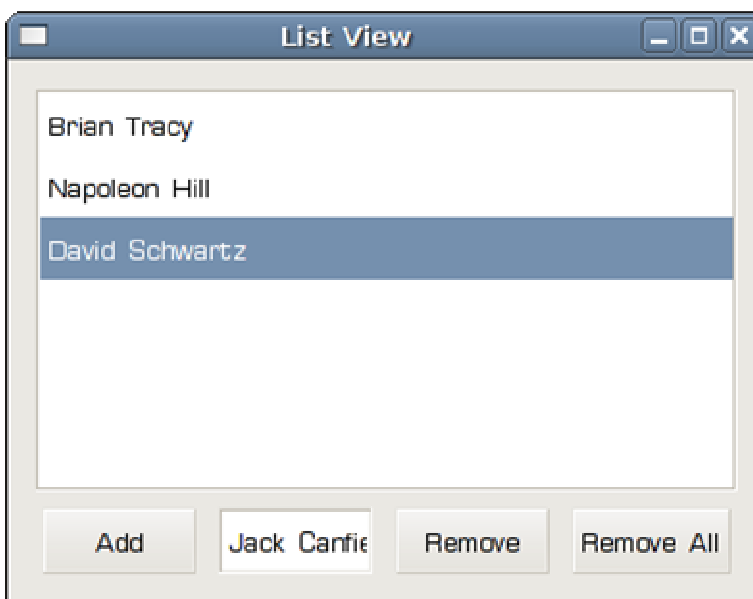 List View
Brian Tracy
Napoleon Hill
David Schwartz
Add Jack Canfie Remove Remove All